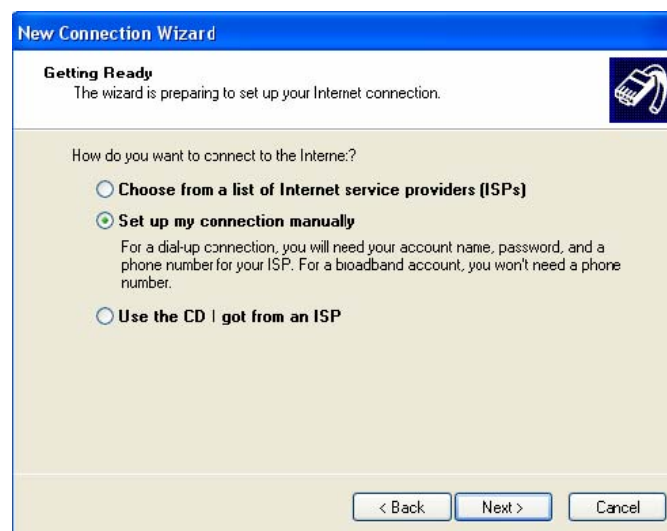 New Connection Wizard
Getting Ready
The wizard is preparing to set up your Internet connection.
How do you want to connect to the Internet?
Choose from a list of Internet service providers (ISPs)
Set up my connection manually
For a dial-up connection, you will need your account name, password, and a
phone number for your ISP. For a broadband account, you won't need a phone
number.
Use the CD I got from an ISP
< Back
Next >
Cancel